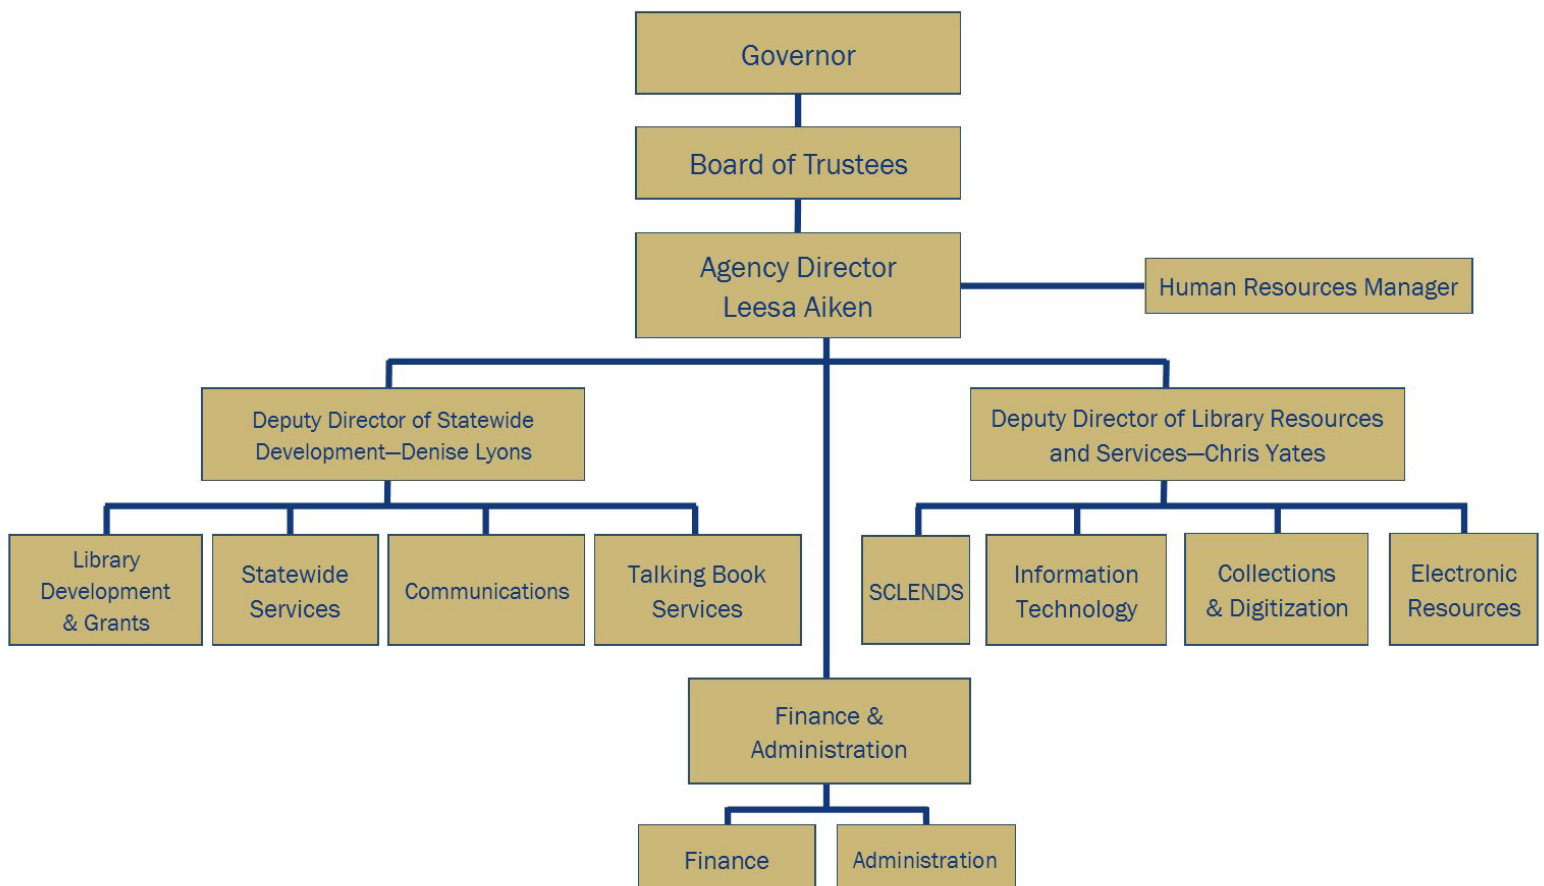 Governor
Board of Trustees
Agency Director
Leesa Aiken
Human Resources Manager
Deputy Director of Statewide
Development—Denise Lyons
Deputy Director of Library Resources
and Services—Chris Yates
Library
Development
& Grants
Statewide
Services
Communications
Talking Book
Services
SCLENDS
Information
Technology
Collections
& Digitization
Electronic
Resources
Finance &
Administration
Finance
Administration